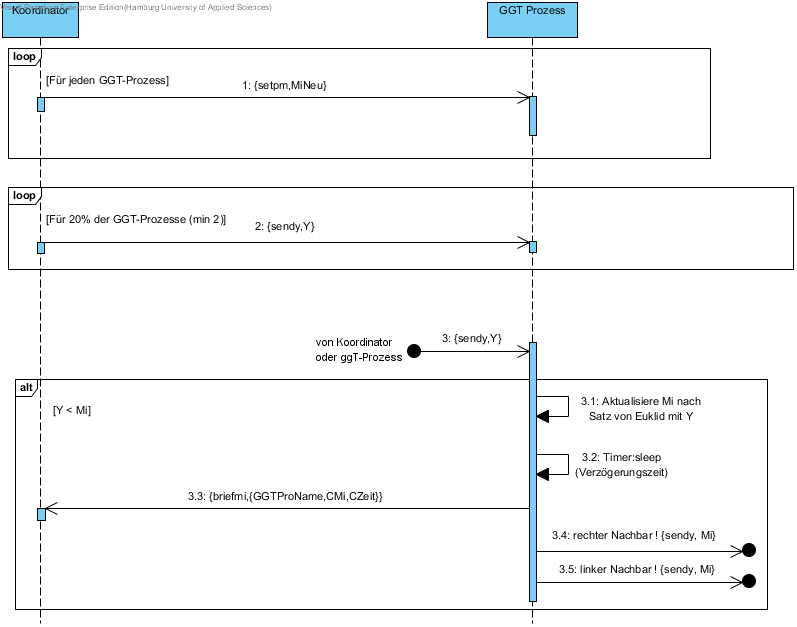 Enterprise Edition(Hamburg University of Applied Sciences)
Koordinator
GGT Prozess
loop
[Für jeden GGT-Prozess]
1: {setpm,MiNeu}
loop
[Für 20% der GGT-Prozesse (min 2)]
2: {sendy,Y}
von Koordinator
oder ggT-Prozess
3: {sendy,Y}
alt
[Y < Mi]
3.1: Aktualisiere Mi nach
Satz von Euklid mit Y
3.2: Timer:sleep
(Verzögerungszeit)
3.3: {briefmi,{GGTProName,CMi,CZeit}}
3.4: rechter Nachbar ! {sendy, Mi}
3.5: linker Nachbar ! {sendy, Mi}